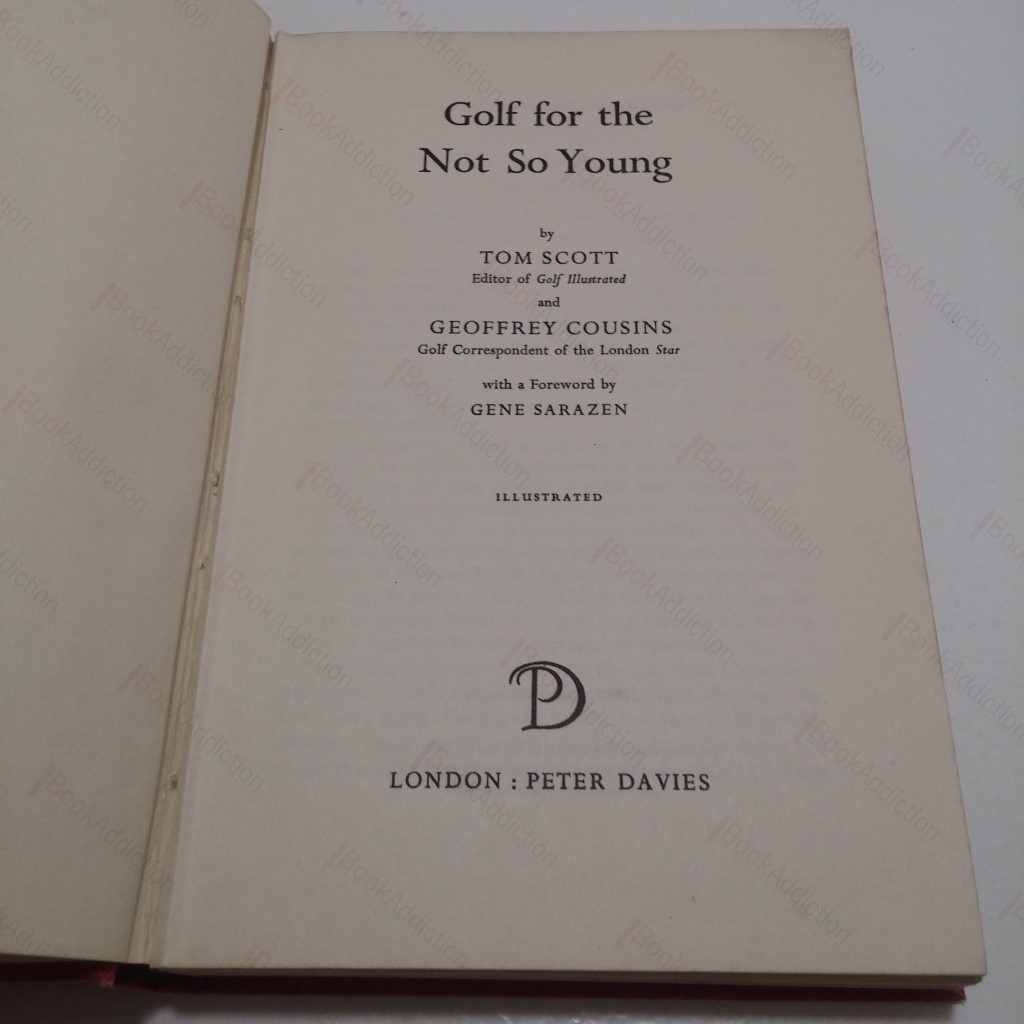 Golf for the
Not So Young
by
TOM SCOTT
Editor of Golf Illustrated
and
GEOFFREY COUSINS
Golf Correspondent of the London Star
with a Foreword by
GENE SARAZEN
ILLUSTRATED
PD
LONDON : PETER DAVIES
BookAddiction